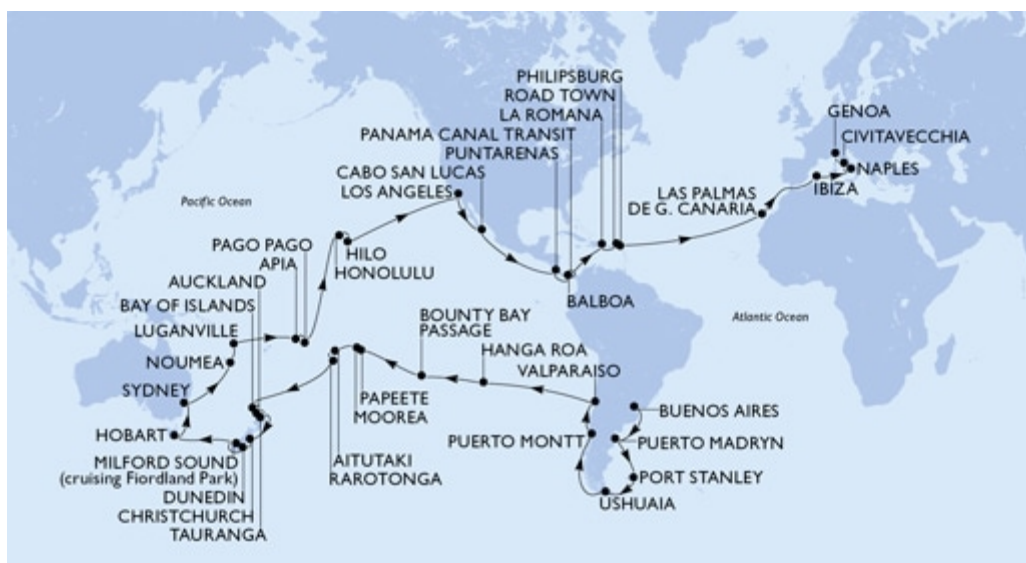 PHILIPSBURG
ROAD TOWN
LA ROMANA
PANAMA CANAL TRANSIT
PUNTARENAS
CABO SAN LUCAS
LOS ANGELES
GENOA
CIVITAVECCHIA
NAPLES
IBIZA
LAS PALMAS
DE G. CANARIA
Pacific Ocean
PAGO PAGO
APIA
HILO
HONOLULU
AUCKLAND
BAY OF ISLANDS
LUGANVILLE
NOUMEA
SYDNEY
HOBART
BALBOA
Atlantic Ocean
BOUNTY BAY
PASSAGE
HANGA ROA
VALPARAISO
PAPEETE
MOOREA
BUENOS AIRES
PUERTO MONTT
PUERTO MADRYN
PORT STANLEY
USHUAIA
MILFORD SOUND
(cruising Fiordland Park)
DUNEDIN
CHRISTCHURCH
TAURANGA
AITUTAKI
RAROTONGA